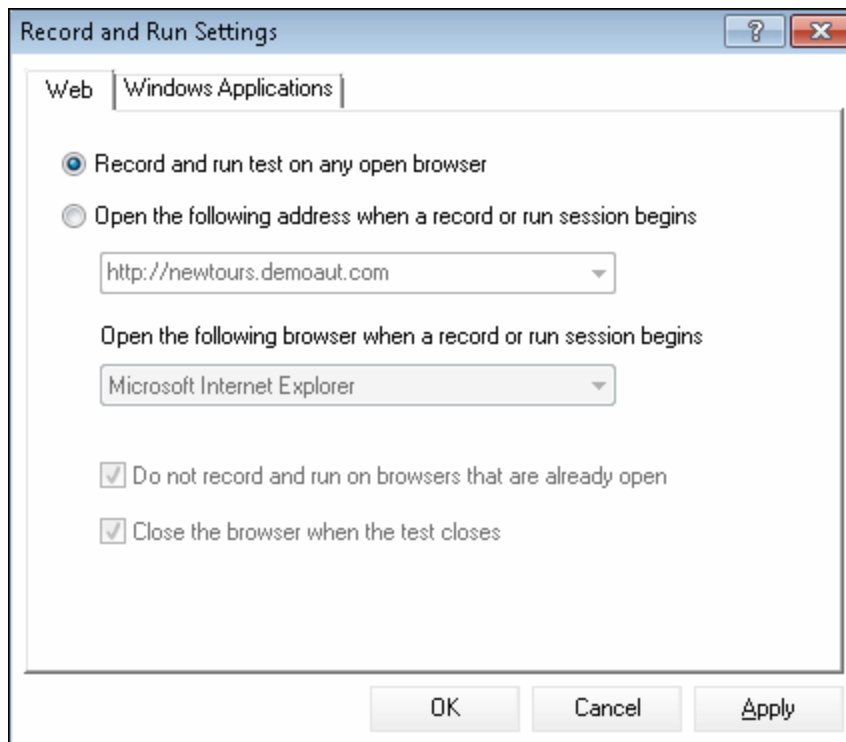 Record and Run Settings
Web
Windows Applications
Record and run test on any open browser
Open the following address when a record or run session begins
http://newtours.demoaut.com
Open the following browser when a record or run session begins
Microsoft Internet Explorer
Do not record and run on browsers that are already open
Close the browser when the test closes
OK
Cancel
Apply